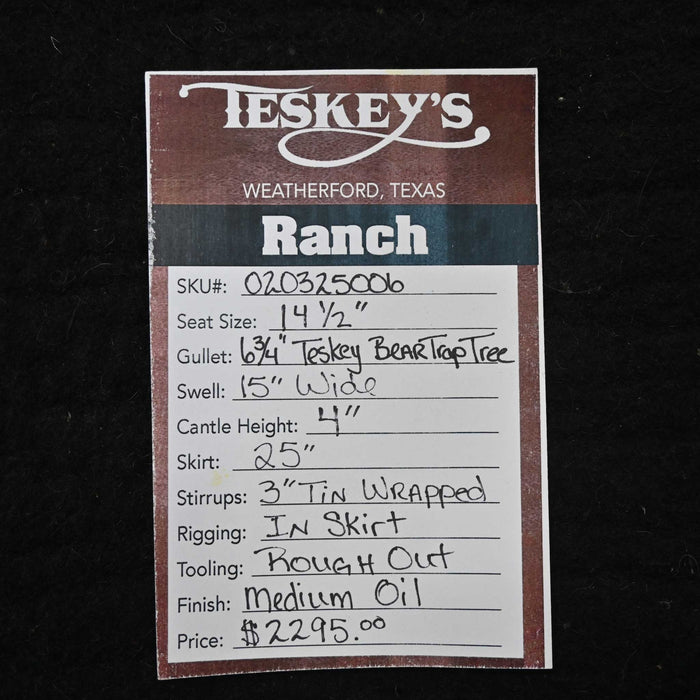 TESKEY'S
WEATHERFORD, TEXAS
Ranch
SKU#: 020325006
Seat Size: 14 1/2"
Gullet: 6 3/4" Teskey BearTrap Tree
Swell: 15" Wide
Cantle Height: 4"
Skirt: 25"
Stirrups: 3" Tin Wrapped
Rigging: In Skirt
Tooling: Rough Out
Finish: Medium Oil
Price: $2295.00